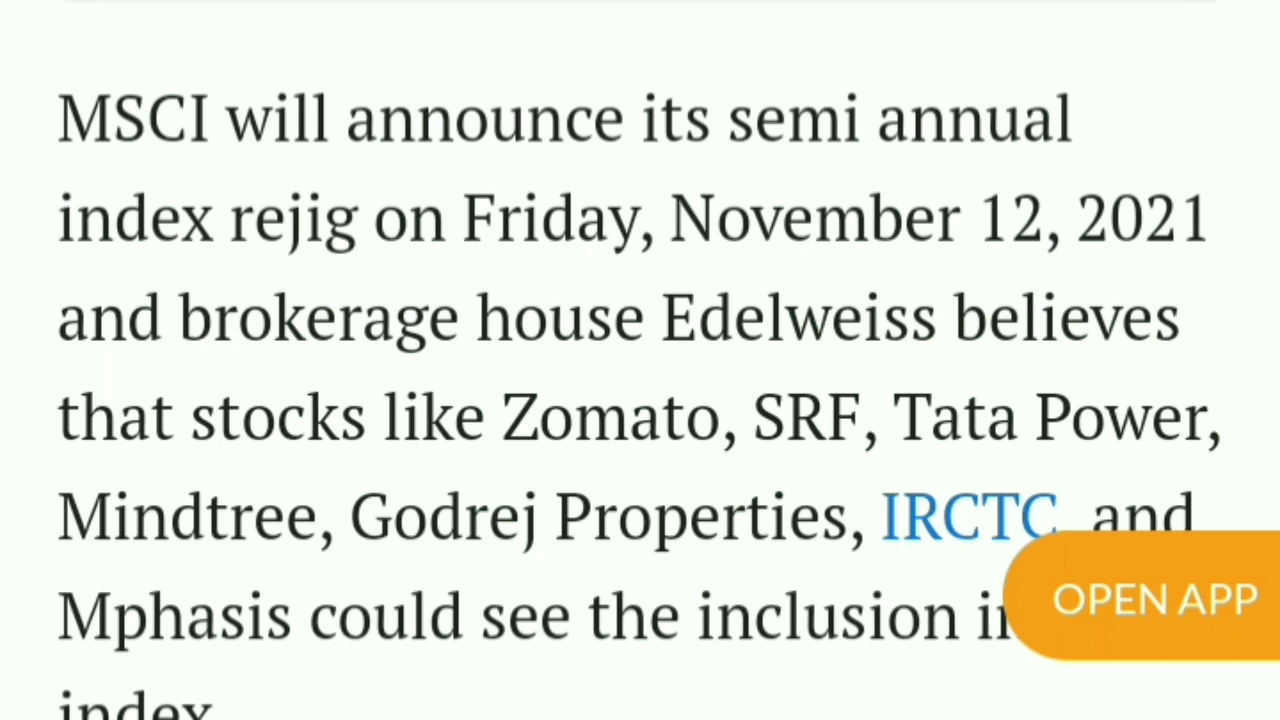 MSCI will announce its semi annual
index rejig on Friday, November 12, 2021
and brokerage house Edelweiss believes
that stocks like Zomato, SRF, Tata Power,
Mindtree, Godrej Properties, IRCTC and
Mphasis could see the inclusion
OPEN APP
index